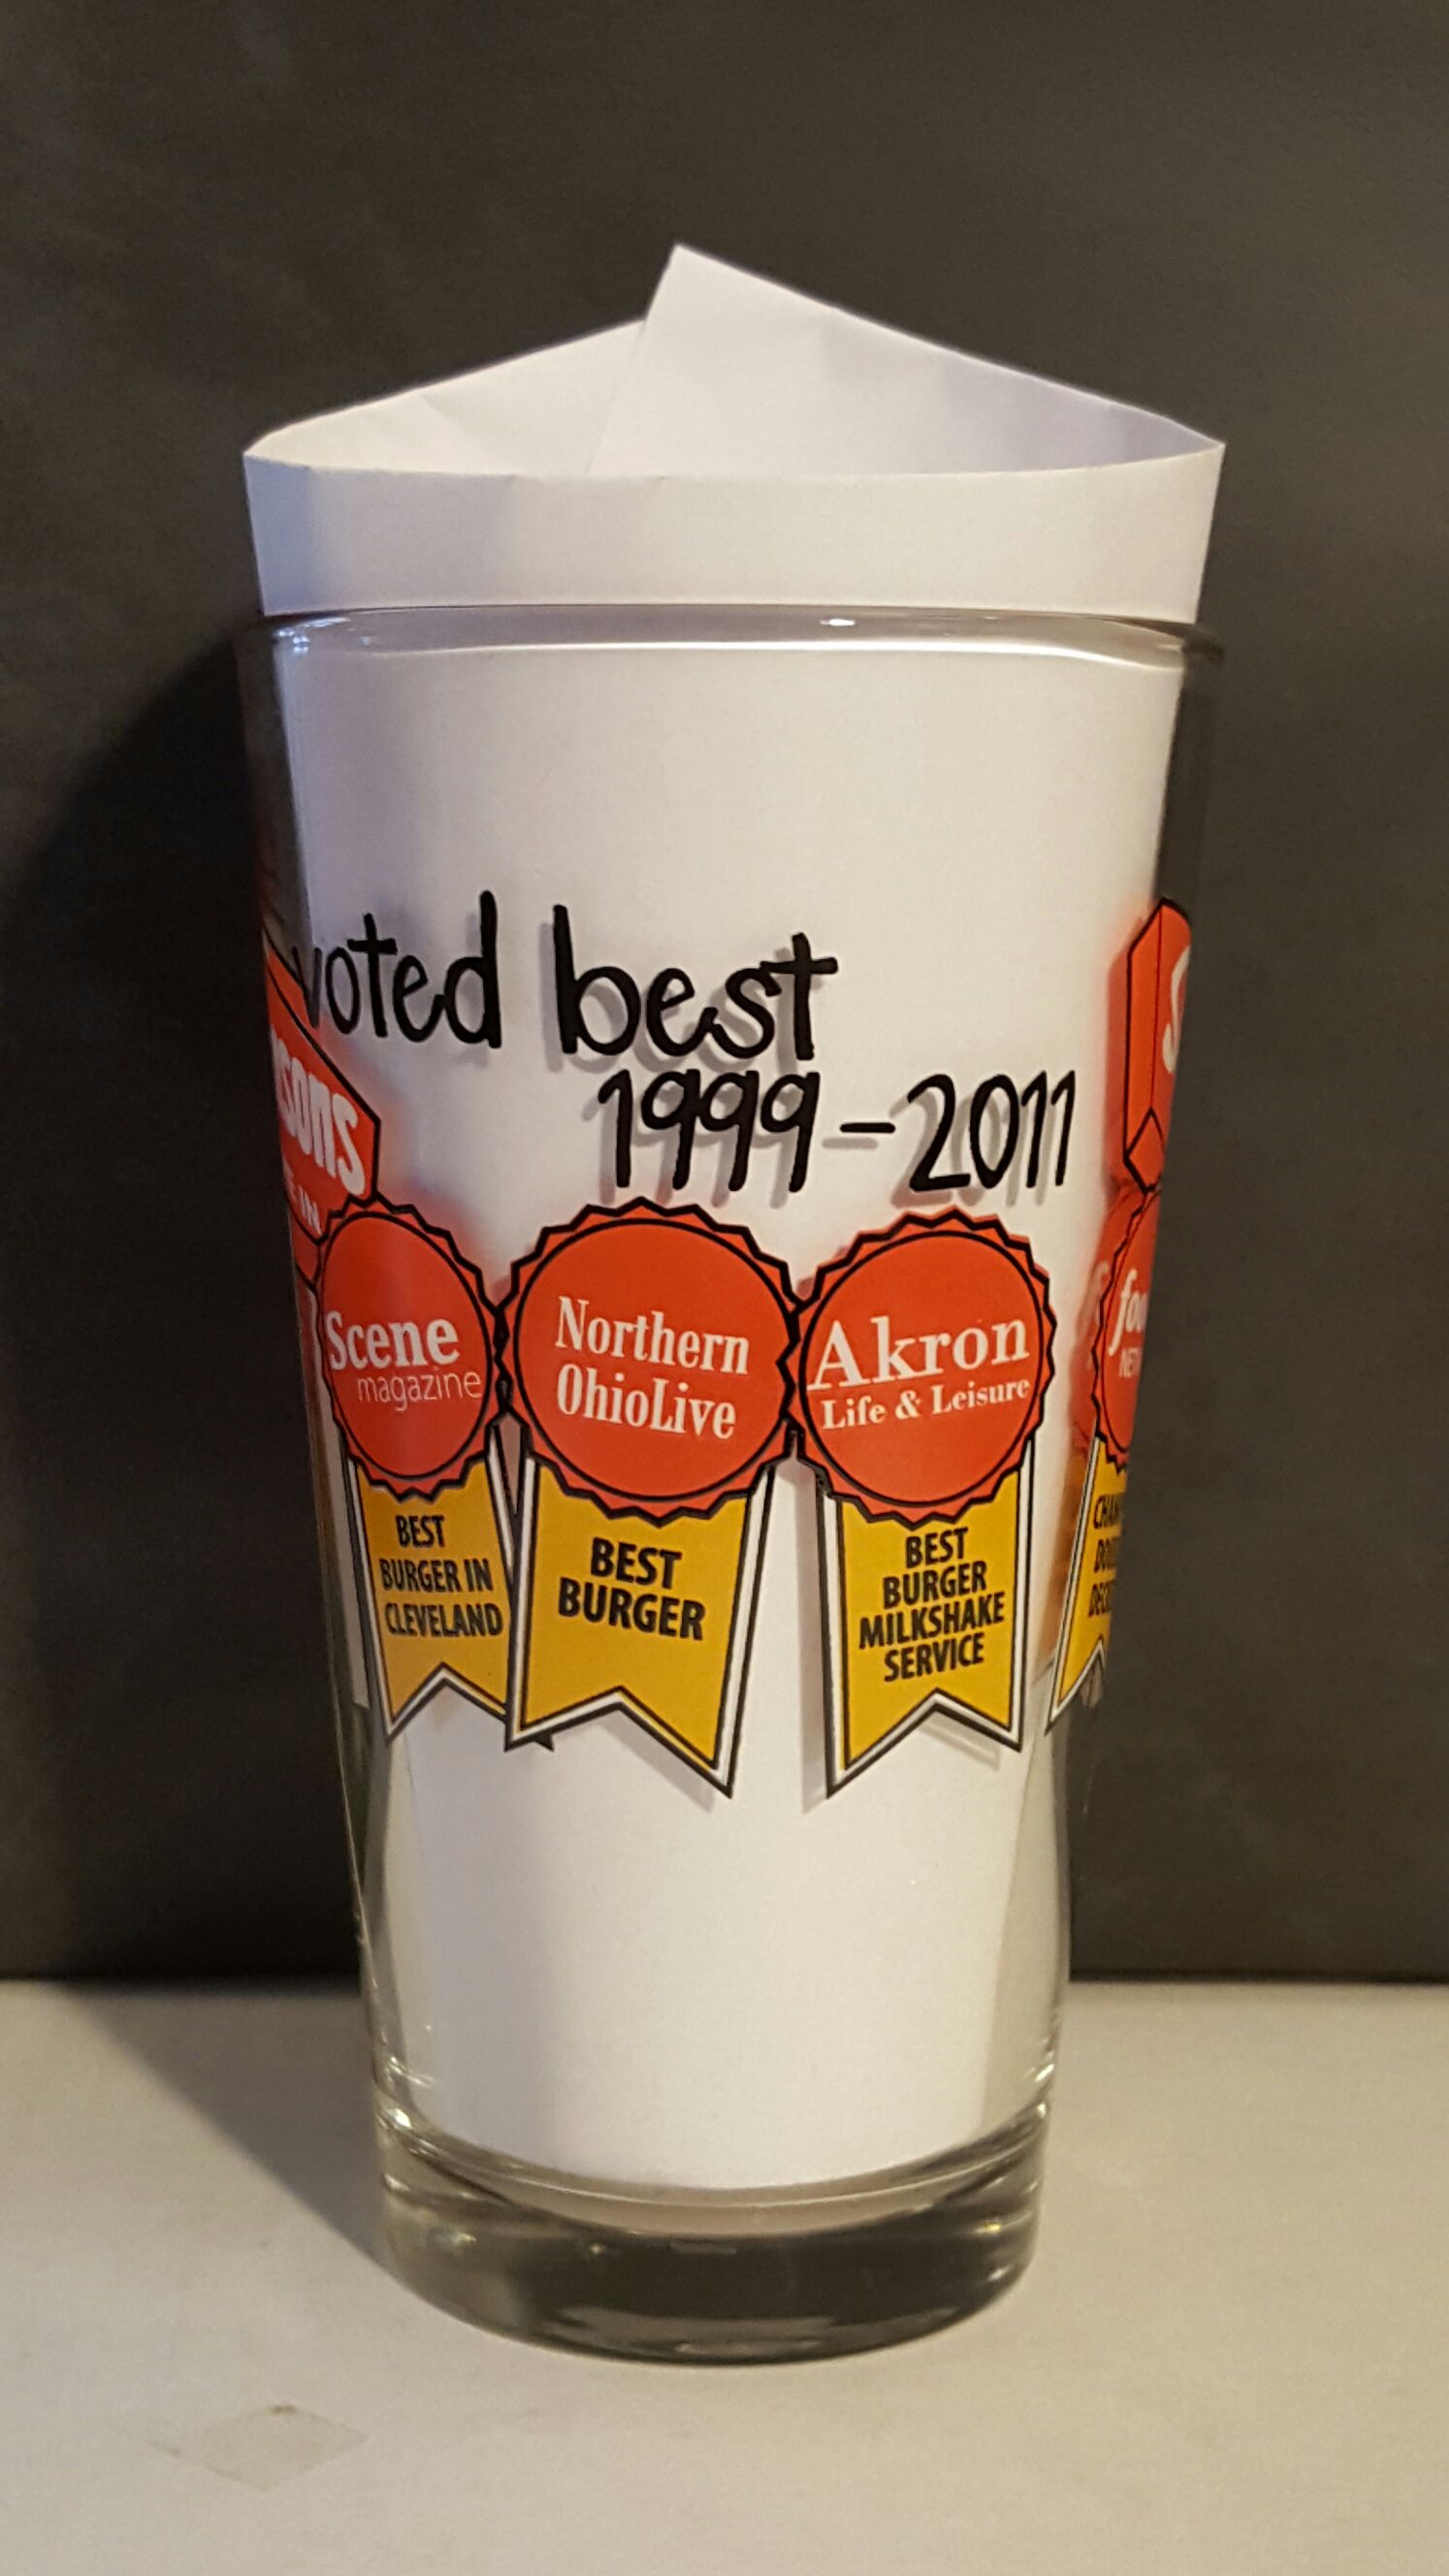 voted best
1999-2011
Scene
magazine
BEST
BURGER IN
CLEVELAND
Northern
OhioLive
BEST
BURGER
Akron
Life & Leisure
BEST
BURGER
MILKSHAKE
SERVICE